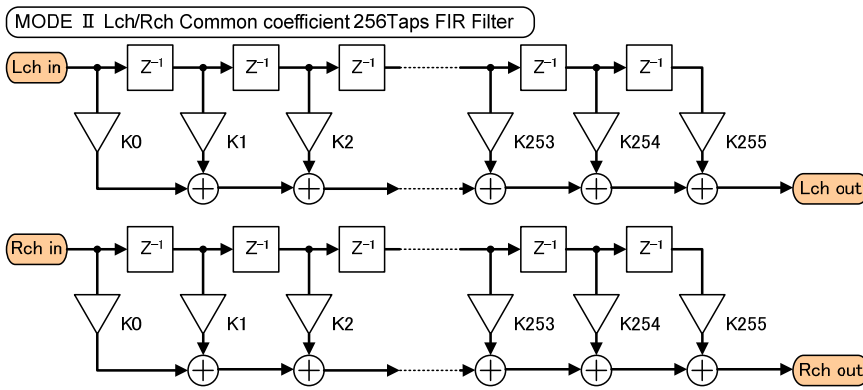 MODE Ⅱ Lch/Rch Common coefficient 256Taps FIR Filter
Lch in Z⁻¹ Z⁻¹ Z⁻¹ Z⁻¹ Z⁻¹
K0 K1 K2 K253 K254 K255
Lch out
Rch in Z⁻¹ Z⁻¹ Z⁻¹ Z⁻¹ Z⁻¹
K0 K1 K2 K253 K254 K255
Rch out